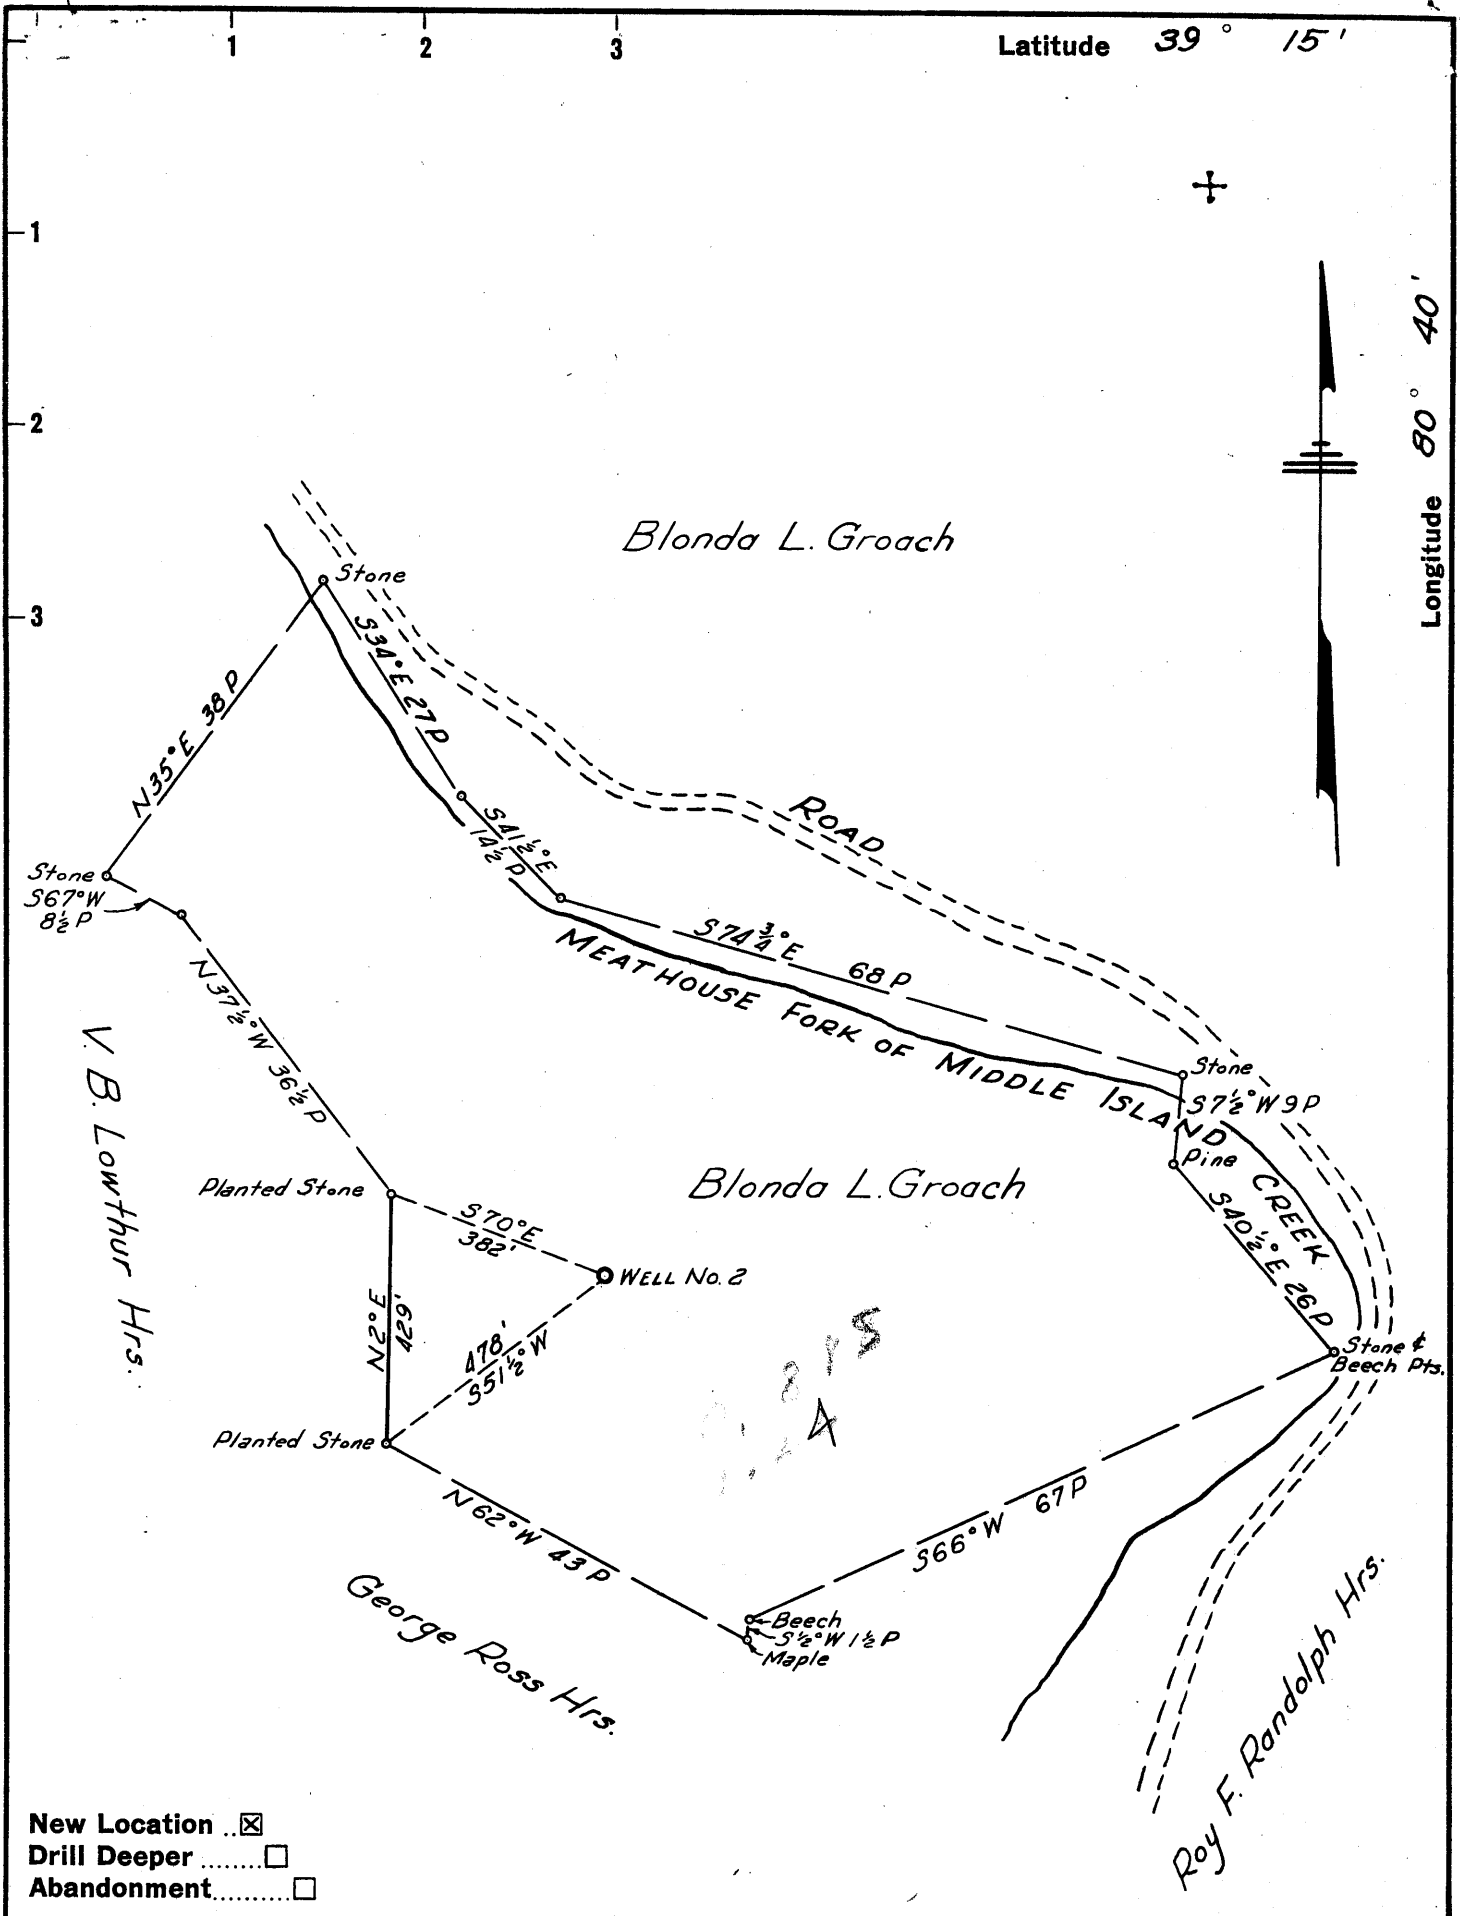 1 2 3 Latitude 39° 15'
1
2
3
Longitude 80° 40'
Blonda L. Groach
Stone
S34°E 27P
N35°E 38P
ROAD
S41½°E
14½P
Stone
S67°W
8½P
S74¾°E 68P
MEATHOUSE FORK OF MIDDLE ISLAND CREEK
N37½°W 36½P
Stone
S7½°W 9P
Pine
V. B. Lowthur Hrs.
Blonda L. Groach
Planted Stone
S70°E
382'
S40½°E 26P
WELL No. 2
N2°E
429'
478'
S51½°W
Stone &
Beech Pts.
Planted Stone
N62°W 43P
S66°W 67P
George Ross Hrs.
Beech
S½°W 1½P
Maple
Roy F. Randolph Hrs.
New Location ..☒
Drill Deeper ........☐
Abandonment..........☐